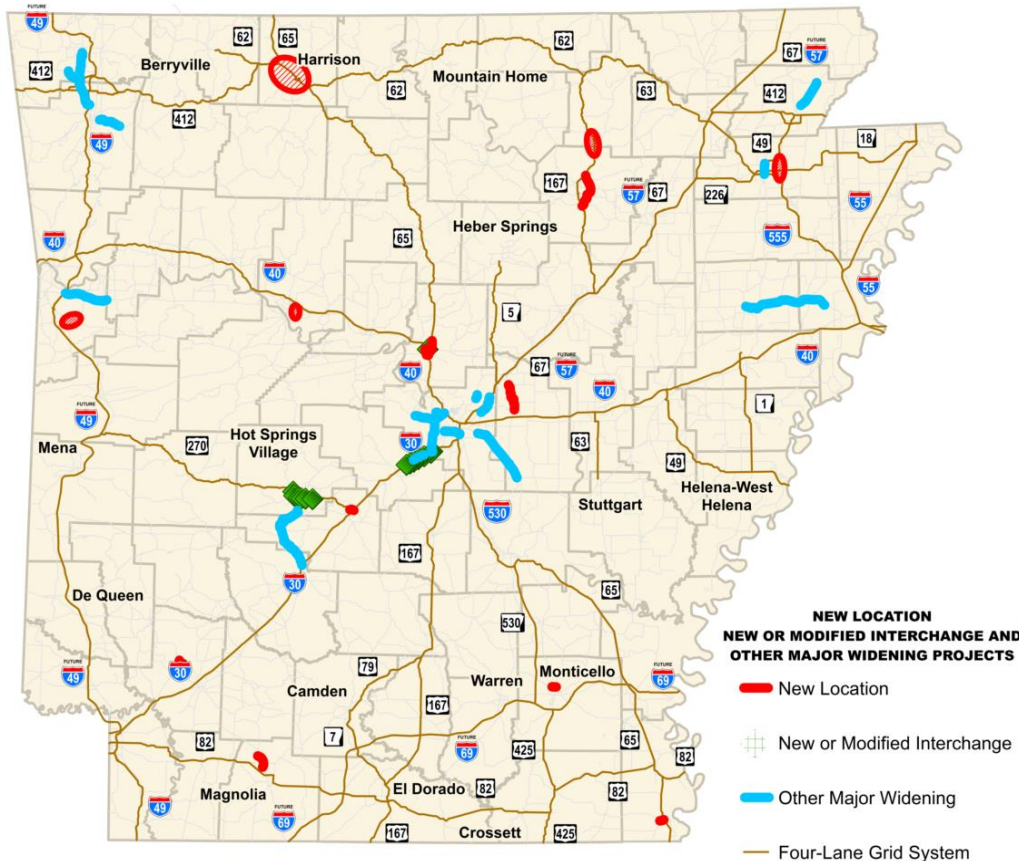 FUTURE
49
62
65
Harrison
62
67
FUTURE
57
412
Berryville
Mountain Home
63
412
62
412
49
18
49
167
FUTURE
57
67
226
55
65
Heber Springs
555
40
40
55
5
40
67
FUTURE
57
40
40
1
FUTURE
49
30
Mena
270
Hot Springs
Village
63
49
Helena-West
Helena
530
Stuttgart
167
30
De Queen
65
530
NEW LOCATION
NEW OR MODIFIED INTERCHANGE AND
OTHER MAJOR WIDENING PROJECTS
FUTURE
49
30
79
Camden
Warren
Monticello
FUTURE
69
New Location
167
82
7
FUTURE
69
425
65
82
New or Modified Interchange
Magnolia
El Dorado
82
82
49
FUTURE
69
Other Major Widening
167
Crossett
425
Four-Lane Grid System